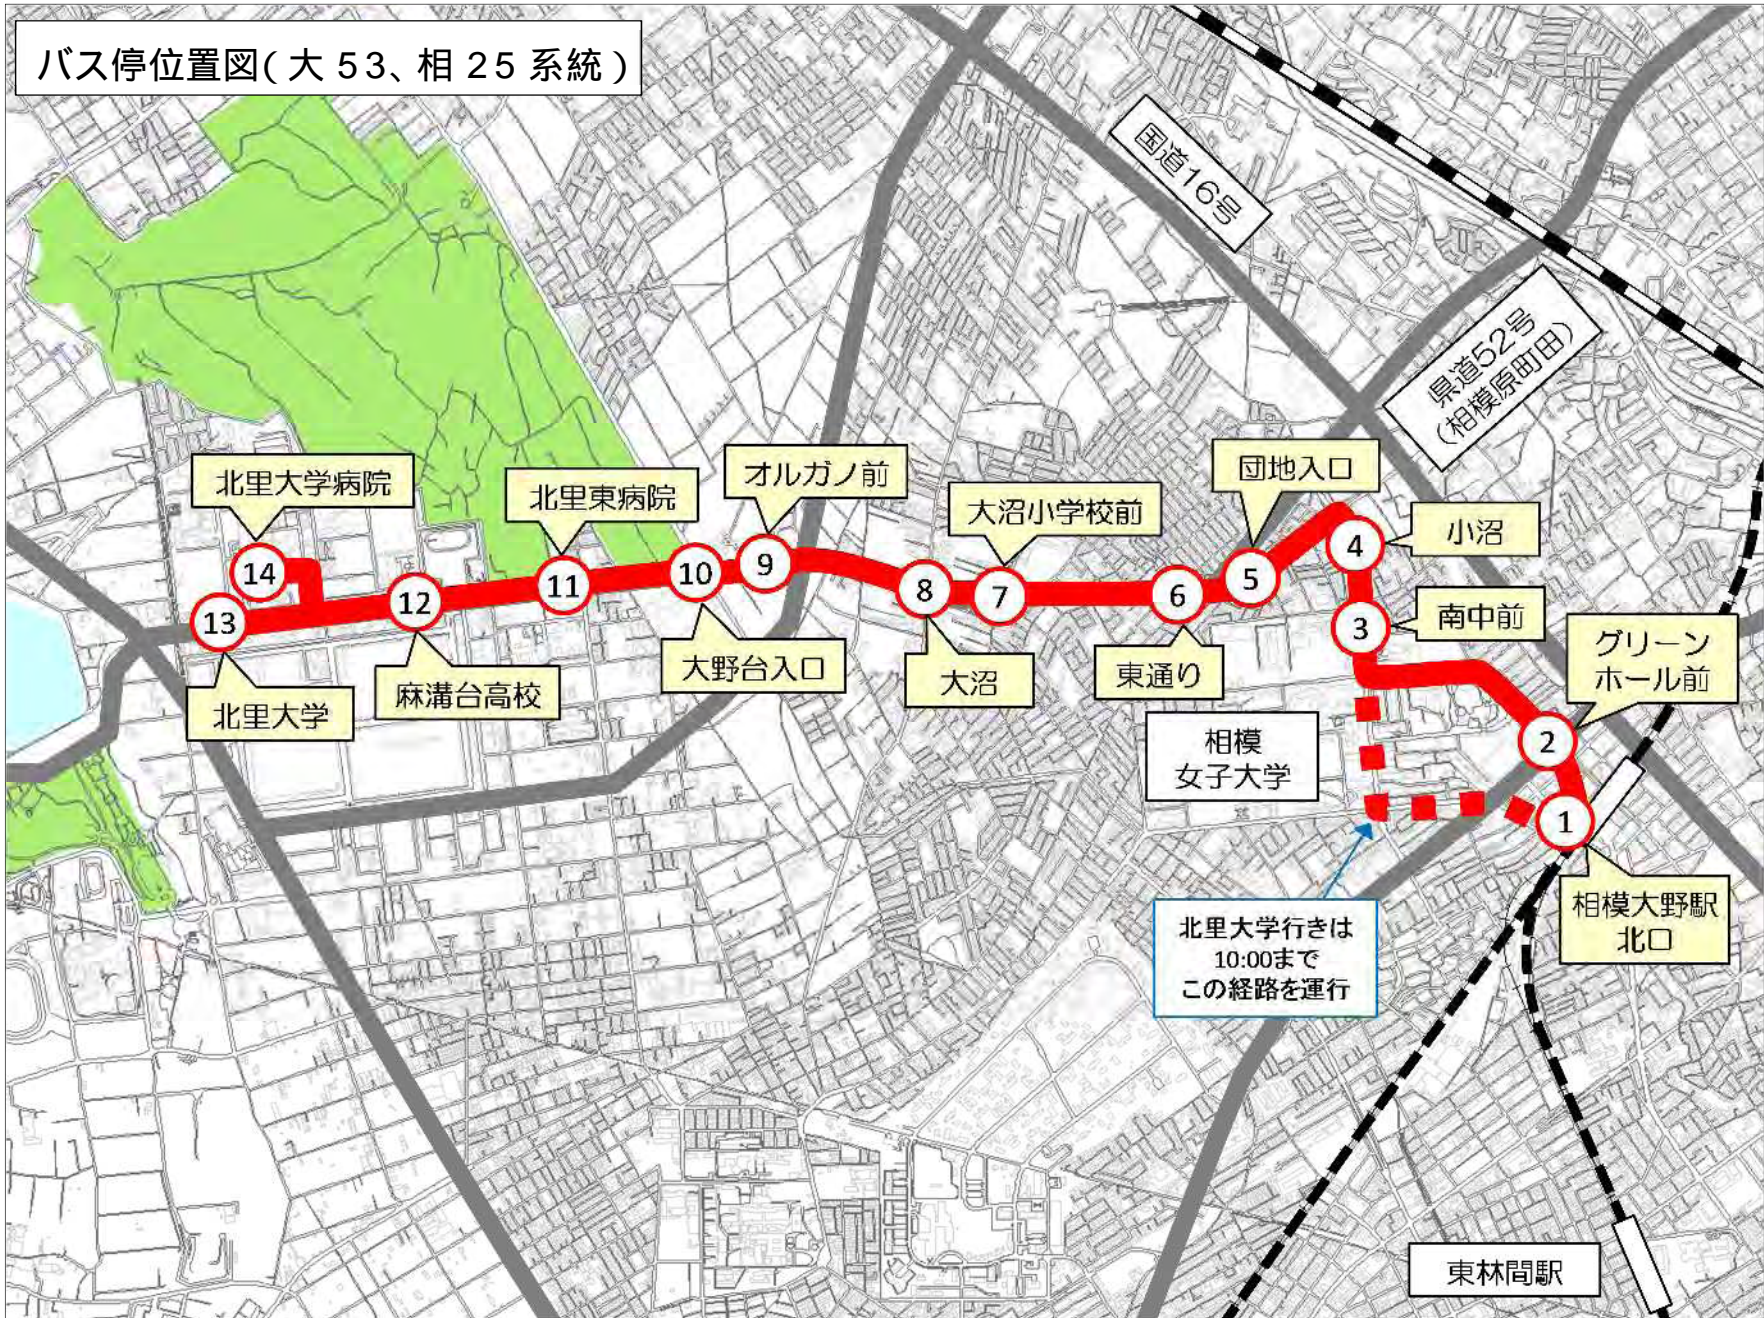 バス停位置図(大53、相25系統)
国道16号
県道52号
(相模原町田)
北里大学病院
北里東病院
オルガノ前
大沼小学校前
団地入口
小沼
南中前
グリーン
ホール前
14
13
12
11
10
9
8
7
6
5
4
3
2
1
北里大学
麻溝台高校
大野台入口
大沼
東通り
相模
女子大学
相模大野駅
北口
北里大学行きは
10:00まで
この経路を運行
東林間駅